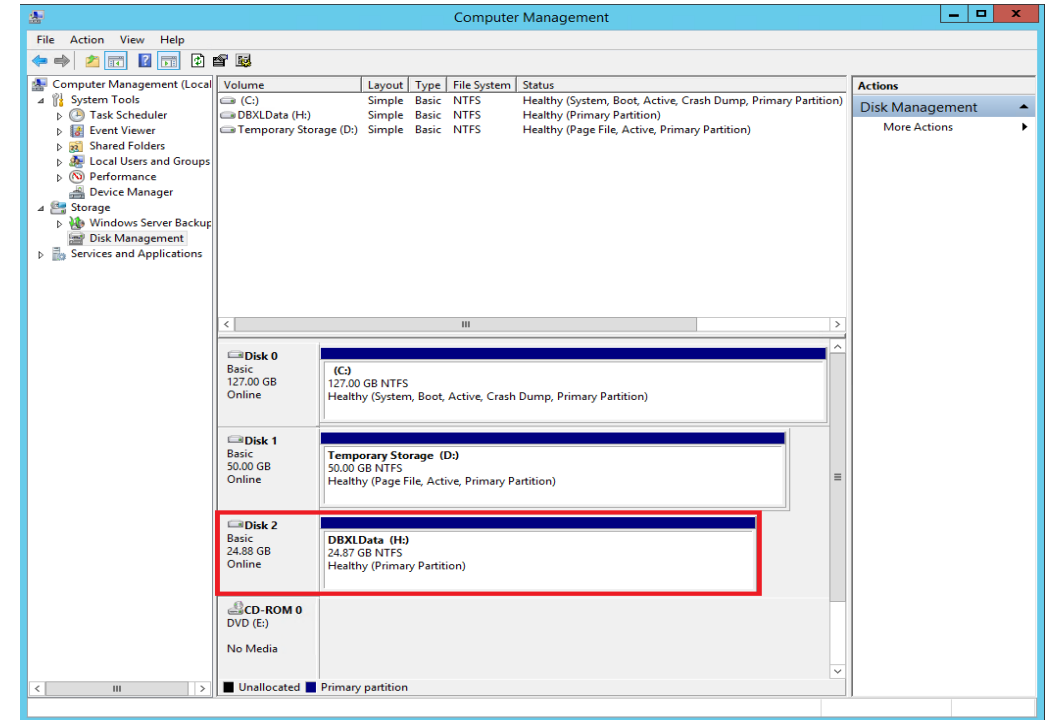 Computer Management
File Action View Help
Computer Management (Local
System Tools
Task Scheduler
Event Viewer
Shared Folders
Local Users and Groups
Performance
Device Manager
Storage
Windows Server Backup
Disk Management
Services and Applications
Volume Layout Type File System Status
(C:) Simple Basic NTFS Healthy (System, Boot, Active, Crash Dump, Primary Partition)
DBXLData (H:) Simple Basic NTFS Healthy (Primary Partition)
Temporary Storage (D:) Simple Basic NTFS Healthy (Page File, Active, Primary Partition)
Disk 0
Basic
127.00 GB
Online
(C:)
127.00 GB NTFS
Healthy (System, Boot, Active, Crash Dump, Primary Partition)
Disk 1
Basic
50.00 GB
Online
Temporary Storage (D:)
50.00 GB NTFS
Healthy (Page File, Active, Primary Partition)
Disk 2
Basic
24.88 GB
Online
DBXLData (H:)
24.87 GB NTFS
Healthy (Primary Partition)
CD-ROM 0
DVD (E:)
No Media
Unallocated Primary partition
Actions
Disk Management
More Actions